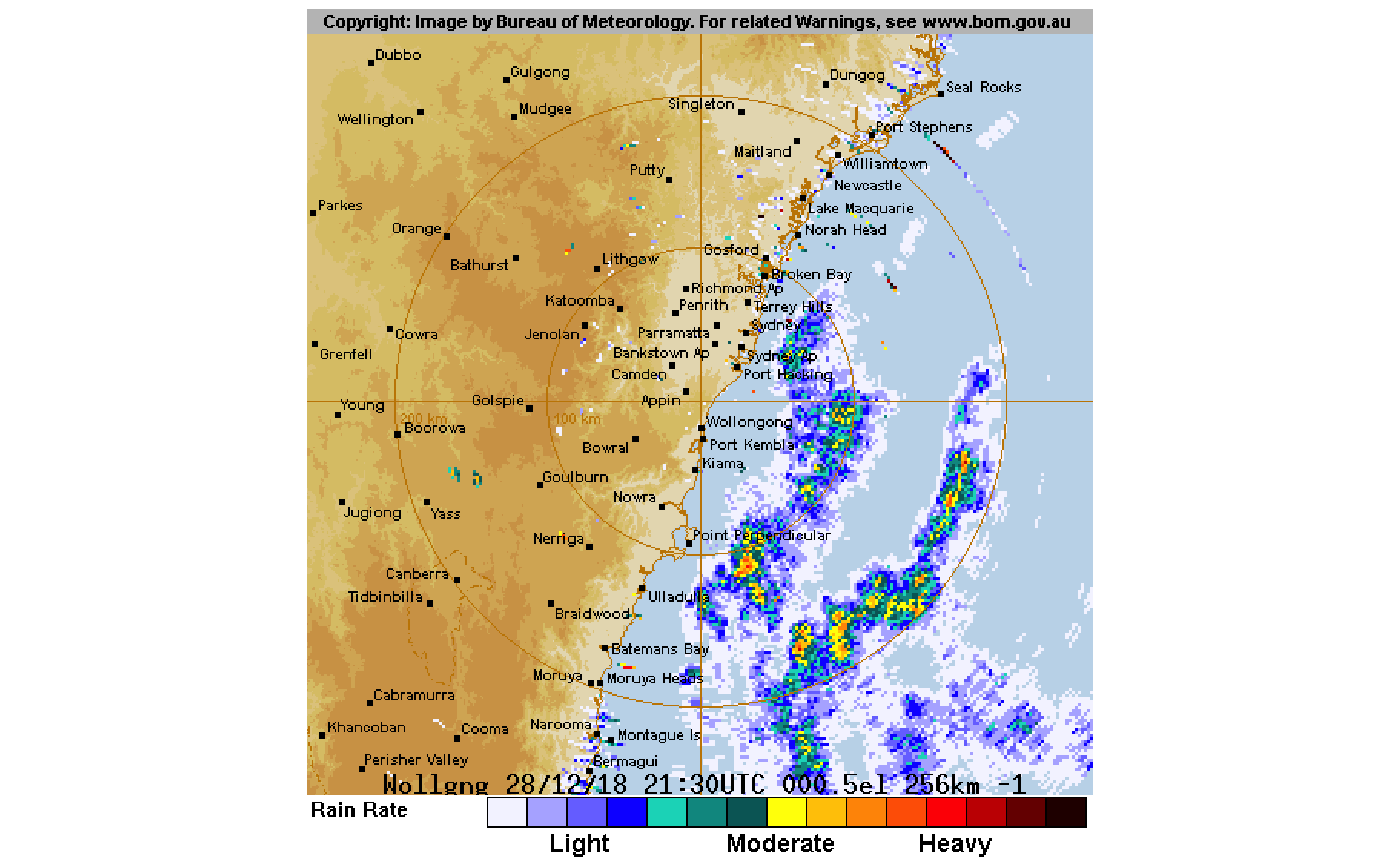 Copyright: Image by Bureau of Meteorology. For related Warnings, see www.bom.gov.au
Dubbo
Gulgong
Dungog
Seal Rocks
Singleton
Mudgee
Wellington
Port Stephens
Maitland
Williamtown
Putty
Newcastle
Parkes
Lake Macquarie
Orange
Norah Head
Gosford
Lithgow
Bathurst
Broken Bay
Richmond Ap
Katoomba
Penrith
Terrey Hills
Sydney
Cowra
Jenolan
Parramatta
Grenfell
Bankstown Ap
Sydney Ap
Camden
Port Hacking
Golspie
Appin
Young
200 km
100 km
Wollongong
Boorowa
Port Kembla
Bowral
Kiama
Goulburn
Nowra
Jugiong
Yass
Nerriga
Point Perpendicular
Canberra
Tidbinbilla
Ulladulla
Braidwood
Batemans Bay
Moruya
Moruya Heads
Cabramurra
Khancoban
Cooma
Narooma
Montague Is
Perisher Valley
Bermagui
Wollgng 28/12/18 21:30UTC 000.5el 256km -1
Rain Rate
Light
Moderate
Heavy